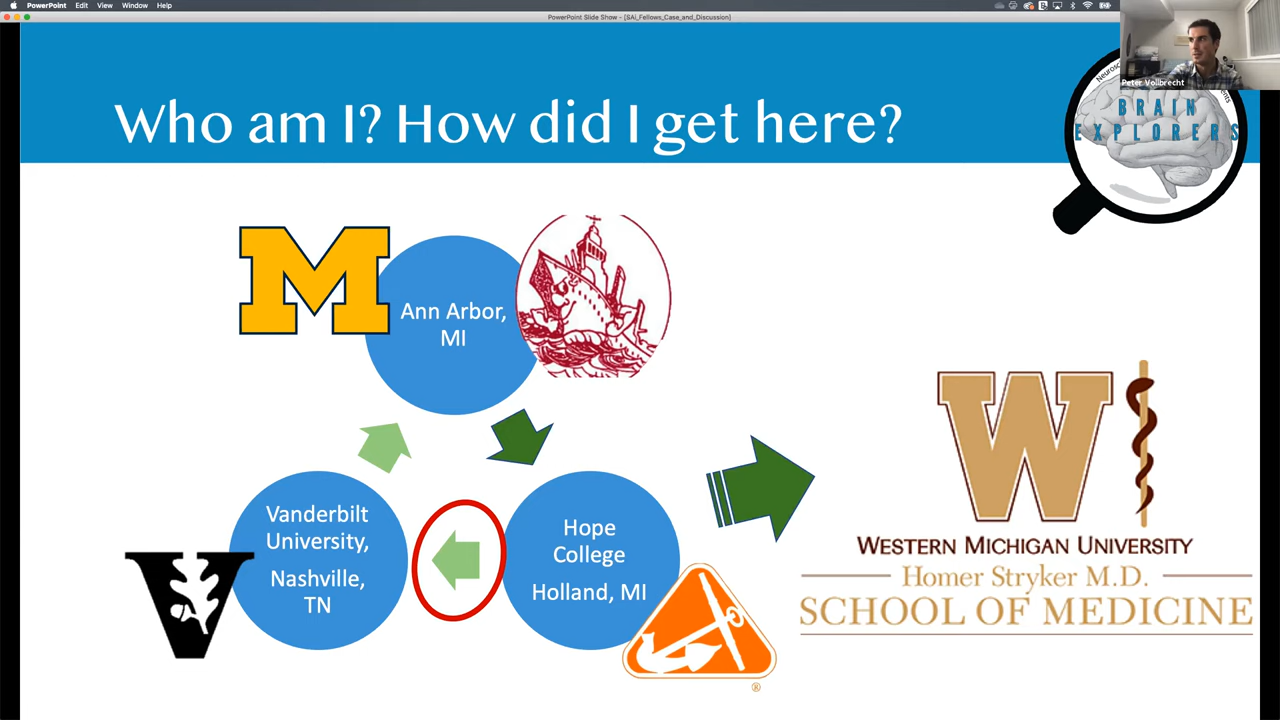 PowerPoint Edit View Window Help
PowerPoint Slide Show - [SAi_Fellows_Case_and_Discussion]
Peter Vollbrecht
Who am I? How did I get here?
BRAIN
EXPLORERS
M
Ann Arbor,
MI
Vanderbilt
University,
Nashville,
TN
V
Hope
College
Holland, MI
®
W
WESTERN MICHIGAN UNIVERSITY
Homer Stryker M.D.
SCHOOL OF MEDICINE